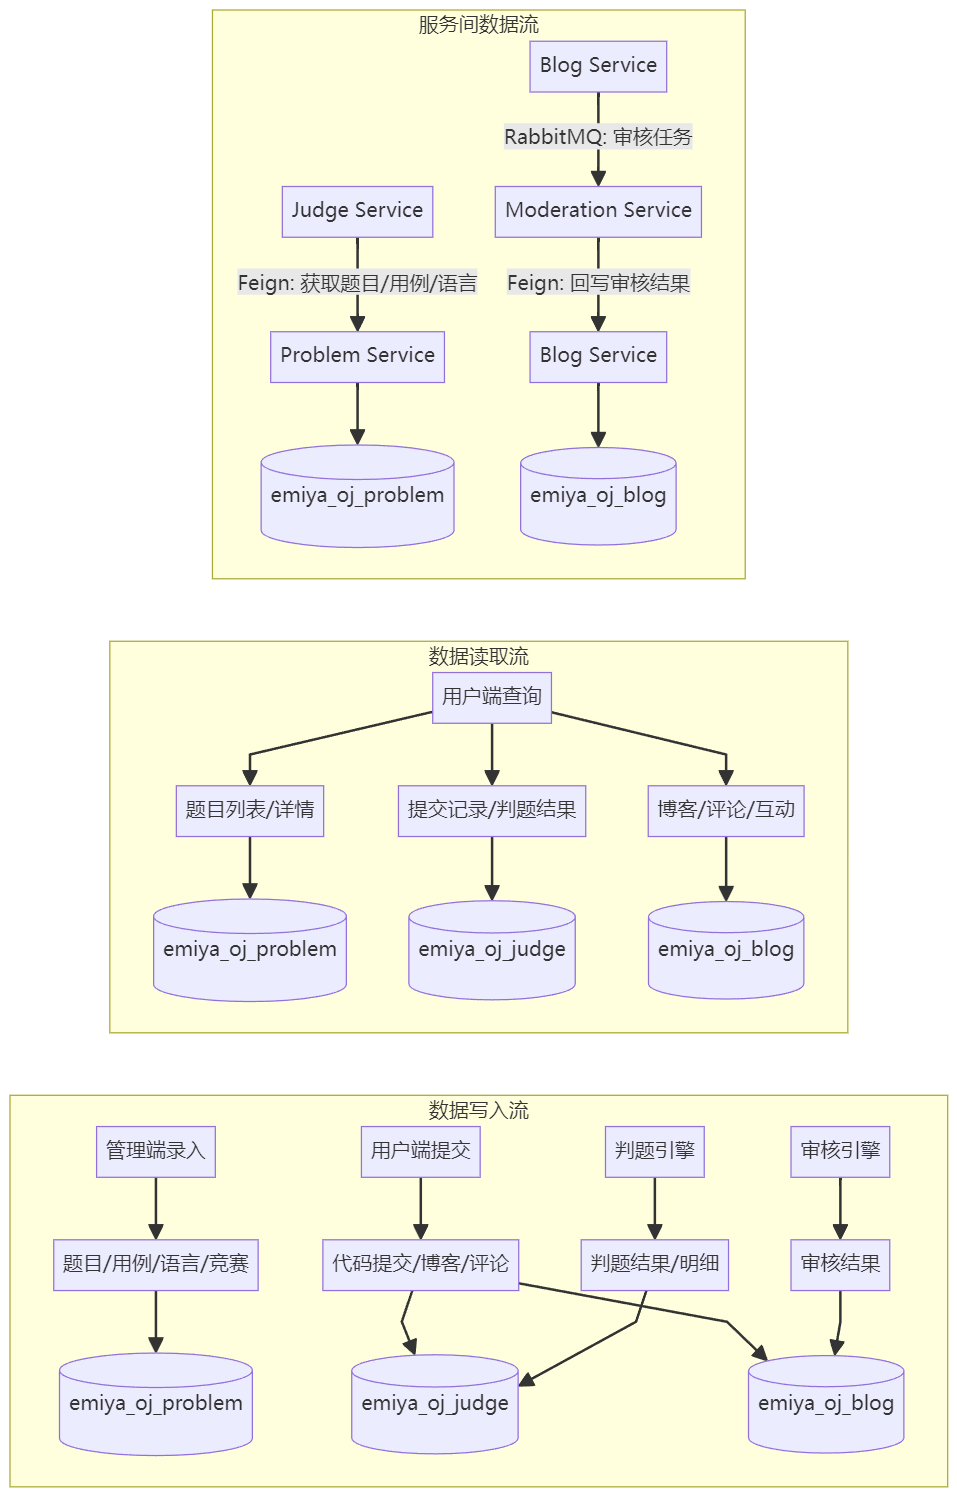 服务间数据流
Blog Service
RabbitMQ: 审核任务
Judge Service
Moderation Service
Feign: 获取题目/用例/语言
Feign: 回写审核结果
Problem Service
Blog Service
emiya_oj_problem
emiya_oj_blog
数据读取流
用户端查询
题目列表/详情
提交记录/判题结果
博客/评论/互动
emiya_oj_problem
emiya_oj_judge
emiya_oj_blog
数据写入流
管理端录入
用户端提交
判题引擎
审核引擎
题目/用例/语言/竞赛
代码提交/博客/评论
判题结果/明细
审核结果
emiya_oj_problem
emiya_oj_judge
emiya_oj_blog